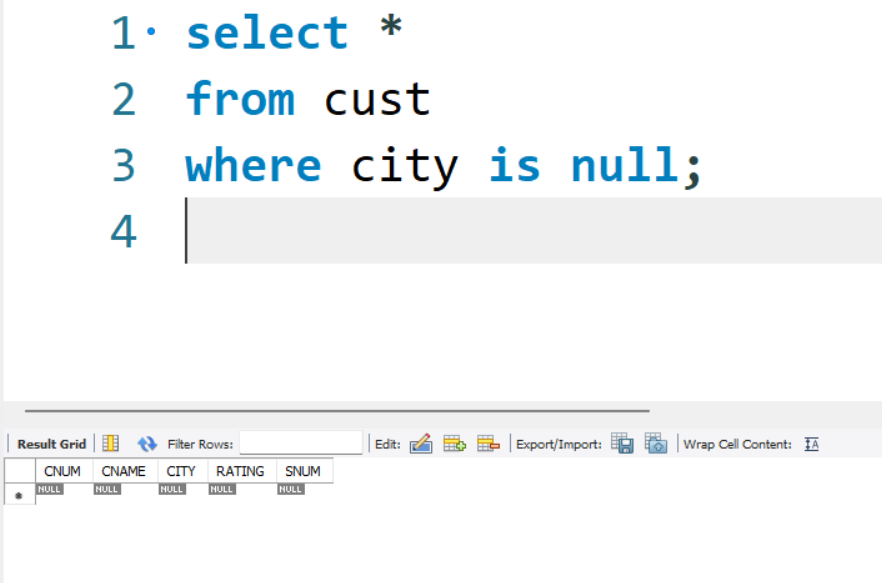 1 select *
2 from cust
3 where city is null;
4
Result Grid Filter Rows: Edit: Export/Import: Wrap Cell Content: IA
CNUM CNAME CITY RATING SNUM
* NULL NULL NULL NULL NULL